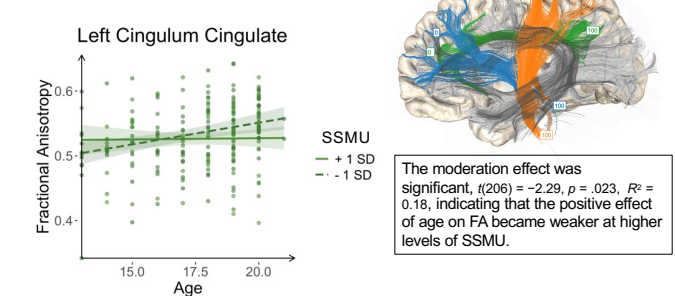 Left Cingulum Cingulate
Fractional Anisotropy
0.6
0.5
0.4
15.0 17.5 20.0
Age
SSMU
+ 1 SD
- 1 SD
0
0
100
100
100
The moderation effect was
significant, t(206) = −2.29, p = .023, R² =
0.18, indicating that the positive effect
of age on FA became weaker at higher
levels of SSMU.